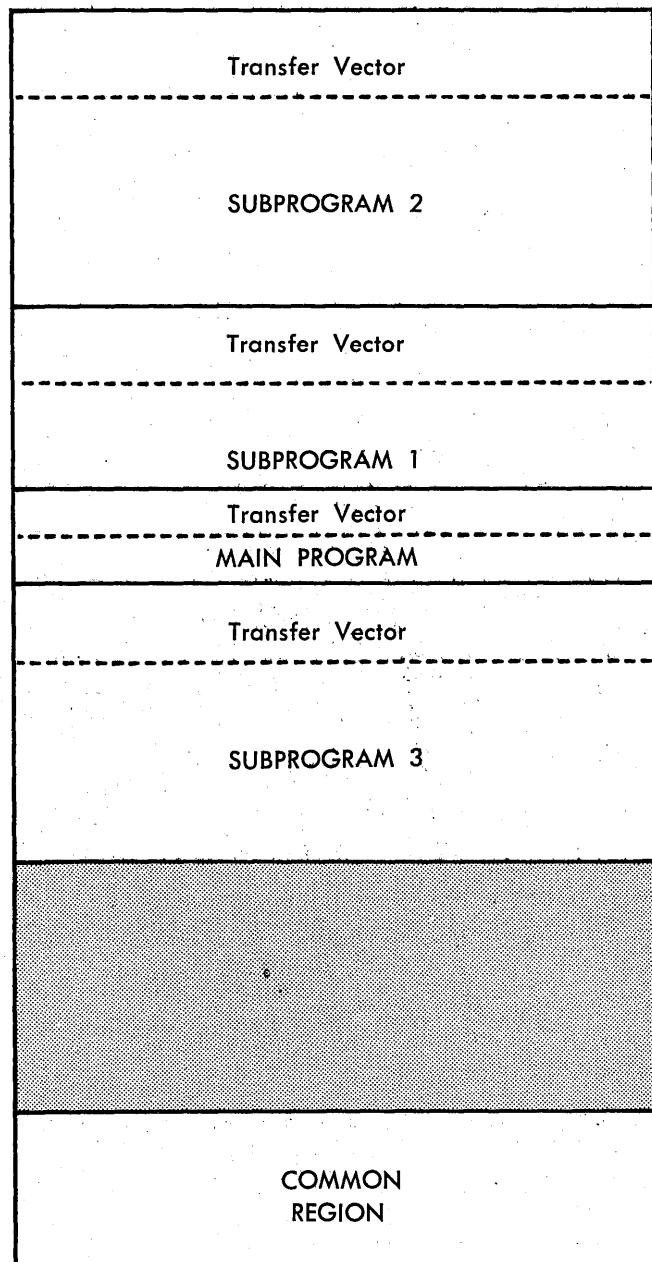 Transfer Vector
SUBPROGRAM 2
Transfer Vector
SUBPROGRAM 1
Transfer Vector
MAIN PROGRAM
Transfer Vector
SUBPROGRAM 3
COMMON
REGION